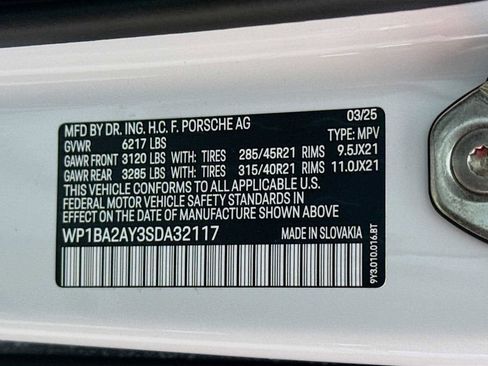 MFD BY DR. ING. H.C. F. PORSCHE AG 03/25
GVWR 6217 LBS TYPE: MPV
GAWR FRONT 3120 LBS WITH: TIRES 285/45R21 RIMS 9.5JX21
GAWR REAR 3285 LBS WITH: TIRES 315/40R21 RIMS 11.0JX21
THIS VEHICLE CONFORMS TO ALL APPLICABLE
FEDERAL MOTOR VEHICLE SAFETY STANDARDS
IN EFFECT ON THE DATE OF MANUFACTURE SHOWN ABOVE
WP1BA2AY3SDA32117 MADE IN SLOVAKIA
9Y3.010.016.BT